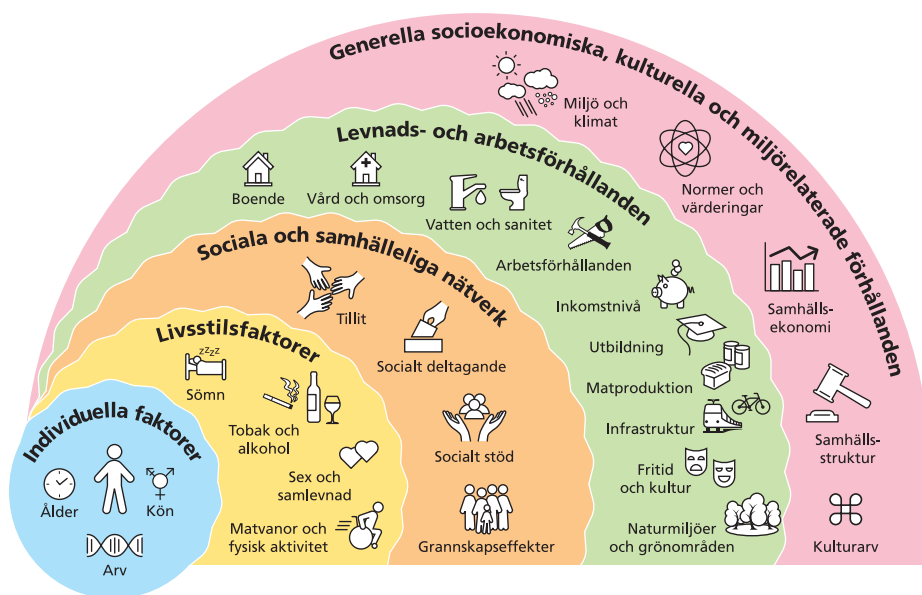 Generella socioekonomiska, kulturella och miljörelaterade förhållanden
Miljö och
klimat
Normer och
värderingar
Samhälls-
ekonomi
Samhälls-
struktur
Kulturarv
Levnads- och arbetsförhållanden
Boende
Vård och omsorg
Vatten och sanitet
Arbetsförhållanden
Inkomstnivå
Utbildning
Matproduktion
Infrastruktur
Fritid
och kultur
Naturmiljöer
och grönområden
Sociala och samhälleliga nätverk
Tillit
Socialt deltagande
Socialt stöd
Grannskapseffekter
Livsstilsfaktorer
zzzz
Sömn
Tobak och
alkohol
Sex och
samlevnad
Matvanor och
fysisk aktivitet
Individuella faktorer
Ålder
Kön
Arv